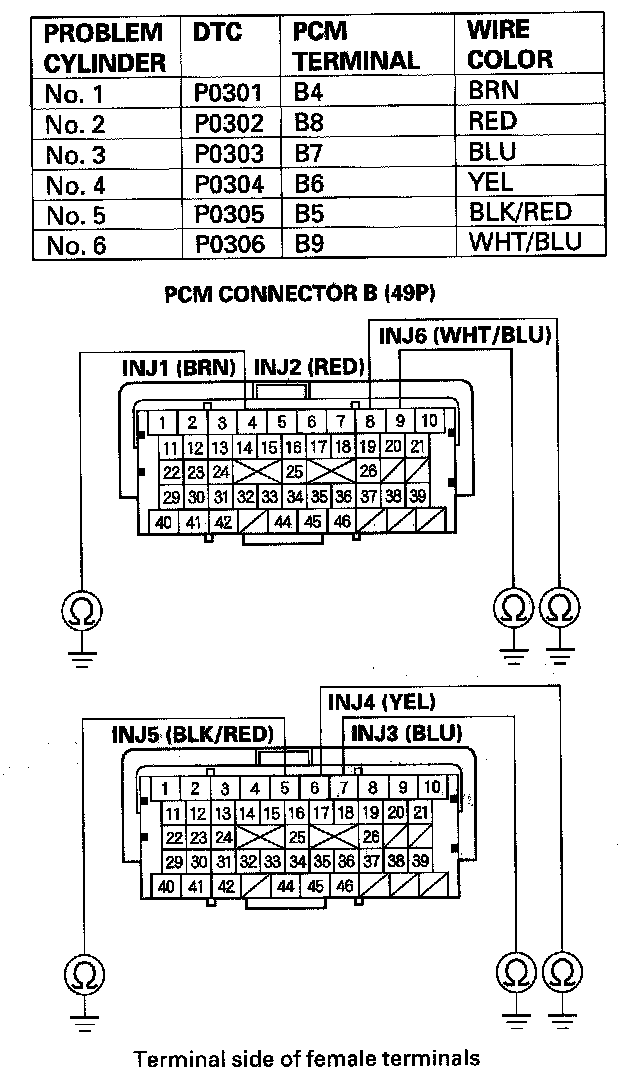 PROBLEM CYLINDER DTC PCM TERMINAL WIRE COLOR
No. 1 P0301 B4 BRN
No. 2 P0302 B8 RED
No. 3 P0303 B7 BLU
No. 4 P0304 B6 YEL
No. 5 P0305 B5 BLK/RED
No. 6 P0306 B9 WHT/BLU
PCM CONNECTOR B (49P)
INJ6 (WHT/BLU)
INJ1 (BRN) INJ2 (RED)
1 2 3 4 5 6 7 8 9 10
11 12 13 14 15 16 17 18 19 20 21
22 23 24 25 26
29 30 31 32 33 34 35 36 37 38 39
40 41 42 44 45 46
Ω Ω Ω
INJ4 (YEL)
INJ5 (BLK/RED) INJ3 (BLU)
1 2 3 4 5 6 7 8 9 10
11 12 13 14 15 16 17 18 19 20 21
22 23 24 25 26
29 30 31 32 33 34 35 36 37 38 39
40 41 42 44 45 46
Ω Ω Ω
Terminal side of female terminals